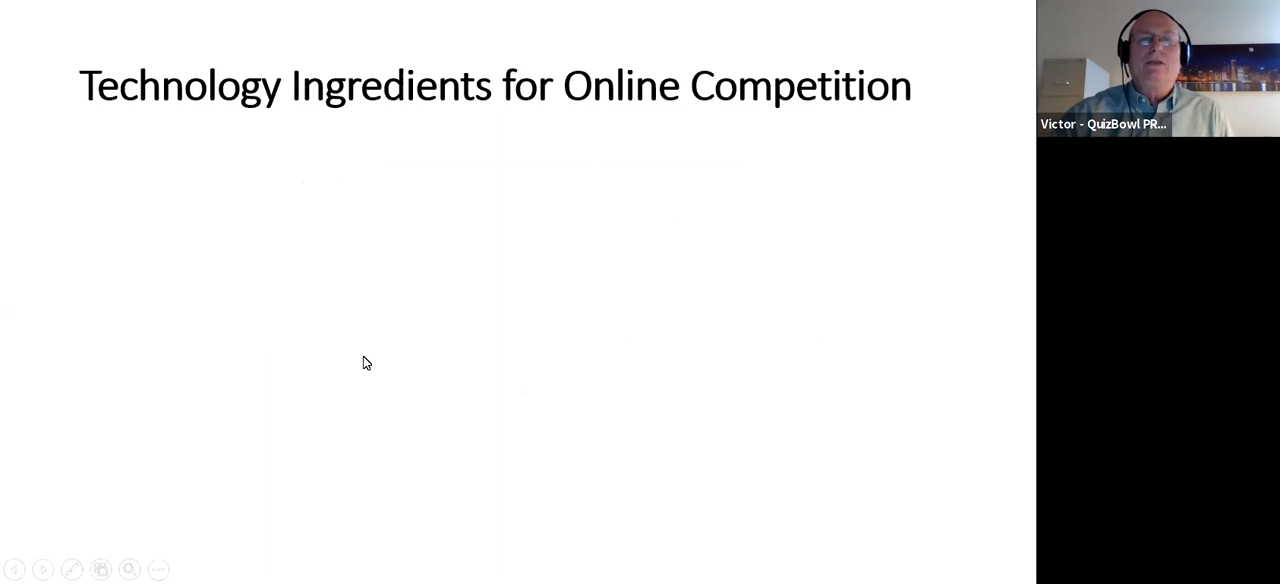 Technology Ingredients for Online Competition
Victor - QuizBowl PR...